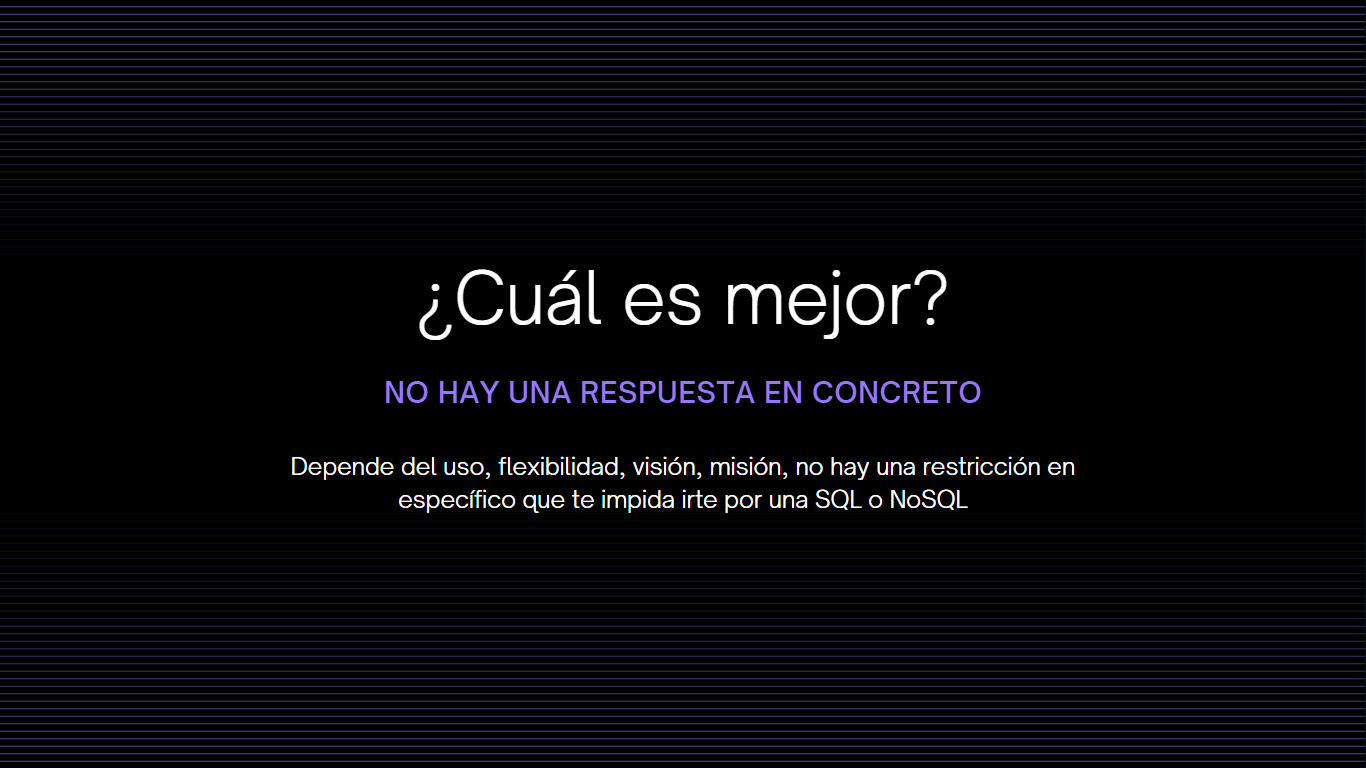 ¿Cuál es mejor?
NO HAY UNA RESPUESTA EN CONCRETO
Depende del uso, flexibilidad, visión, misión, no hay una restricción en
específico que te impida irte por una SQL o NoSQL